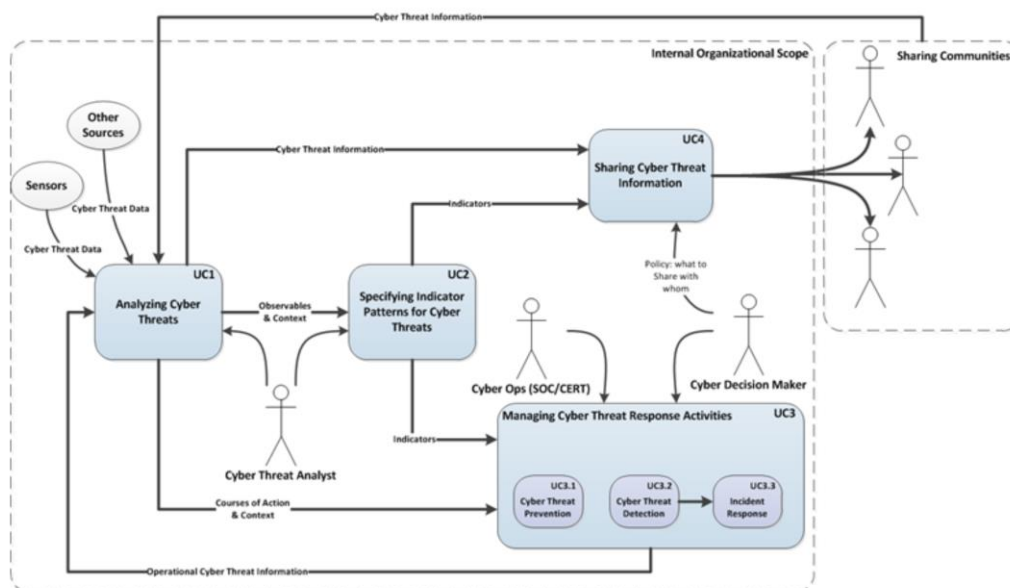 Cyber Threat Information
Internal Organizational Scope
Sharing Communities
Other
Sources
Sensors
Cyber Threat Data
Cyber Threat Data
Cyber Threat Information
UC4
Sharing Cyber Threat
Information
Indicators
UC1
Analyzing Cyber
Threats
Observables
& Context
UC2
Specifying Indicator
Patterns for Cyber
Threats
Policy: what to
Share with
whom
Cyber Ops (SOC/CERT)
Cyber Decision Maker
Cyber Threat Analyst
Indicators
Managing Cyber Threat Response Activities
UC3
UC3.1
Cyber Threat
Prevention
UC3.2
Cyber Threat
Detection
UC3.3
Incident
Response
Courses of Action
& Context
Operational Cyber Threat Information